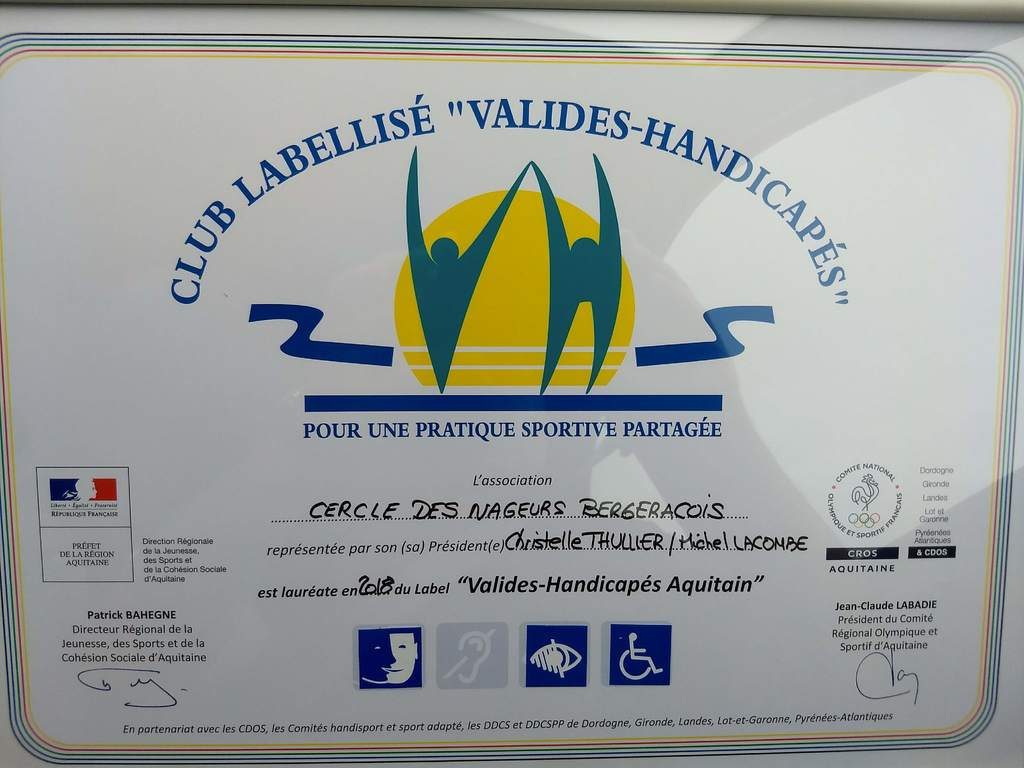 CLUB LABELLISÉ "VALIDES-HANDICAPÉS"
POUR UNE PRATIQUE SPORTIVE PARTAGÉE
L'association
CERCLE DES NAGEURS BERGERACOIS
représentée par son (sa) Président(e) Christelle THULLIER / Michel LACOMBE
est lauréate en 2018 du Label "Valides-Handicapés Aquitain"
Liberté • Égalité • Fraternité
RÉPUBLIQUE FRANÇAISE
PRÉFET
DE LA RÉGION
AQUITAINE
Direction Régionale
de la Jeunesse,
des Sports et
de la Cohésion Sociale
d'Aquitaine
Patrick BAHEGNE
Directeur Régional de la
Jeunesse, des Sports et de la
Cohésion Sociale d'Aquitaine
COMITÉ NATIONAL
OLYMPIQUE ET SPORTIF FRANÇAIS
CROS
AQUITAINE
Dordogne
Gironde
Landes
Lot et
Garonne
Pyrénées
Atlantiques
& CDOS
Jean-Claude LABADIE
Président du Comité
Régional Olympique et
Sportif d'Aquitaine
En partenariat avec les CDOS, les Comités handisport et sport adapté, les DDCS et DDCSPP de Dordogne, Gironde, Landes, Lot-et-Garonne, Pyrénées-Atlantiques